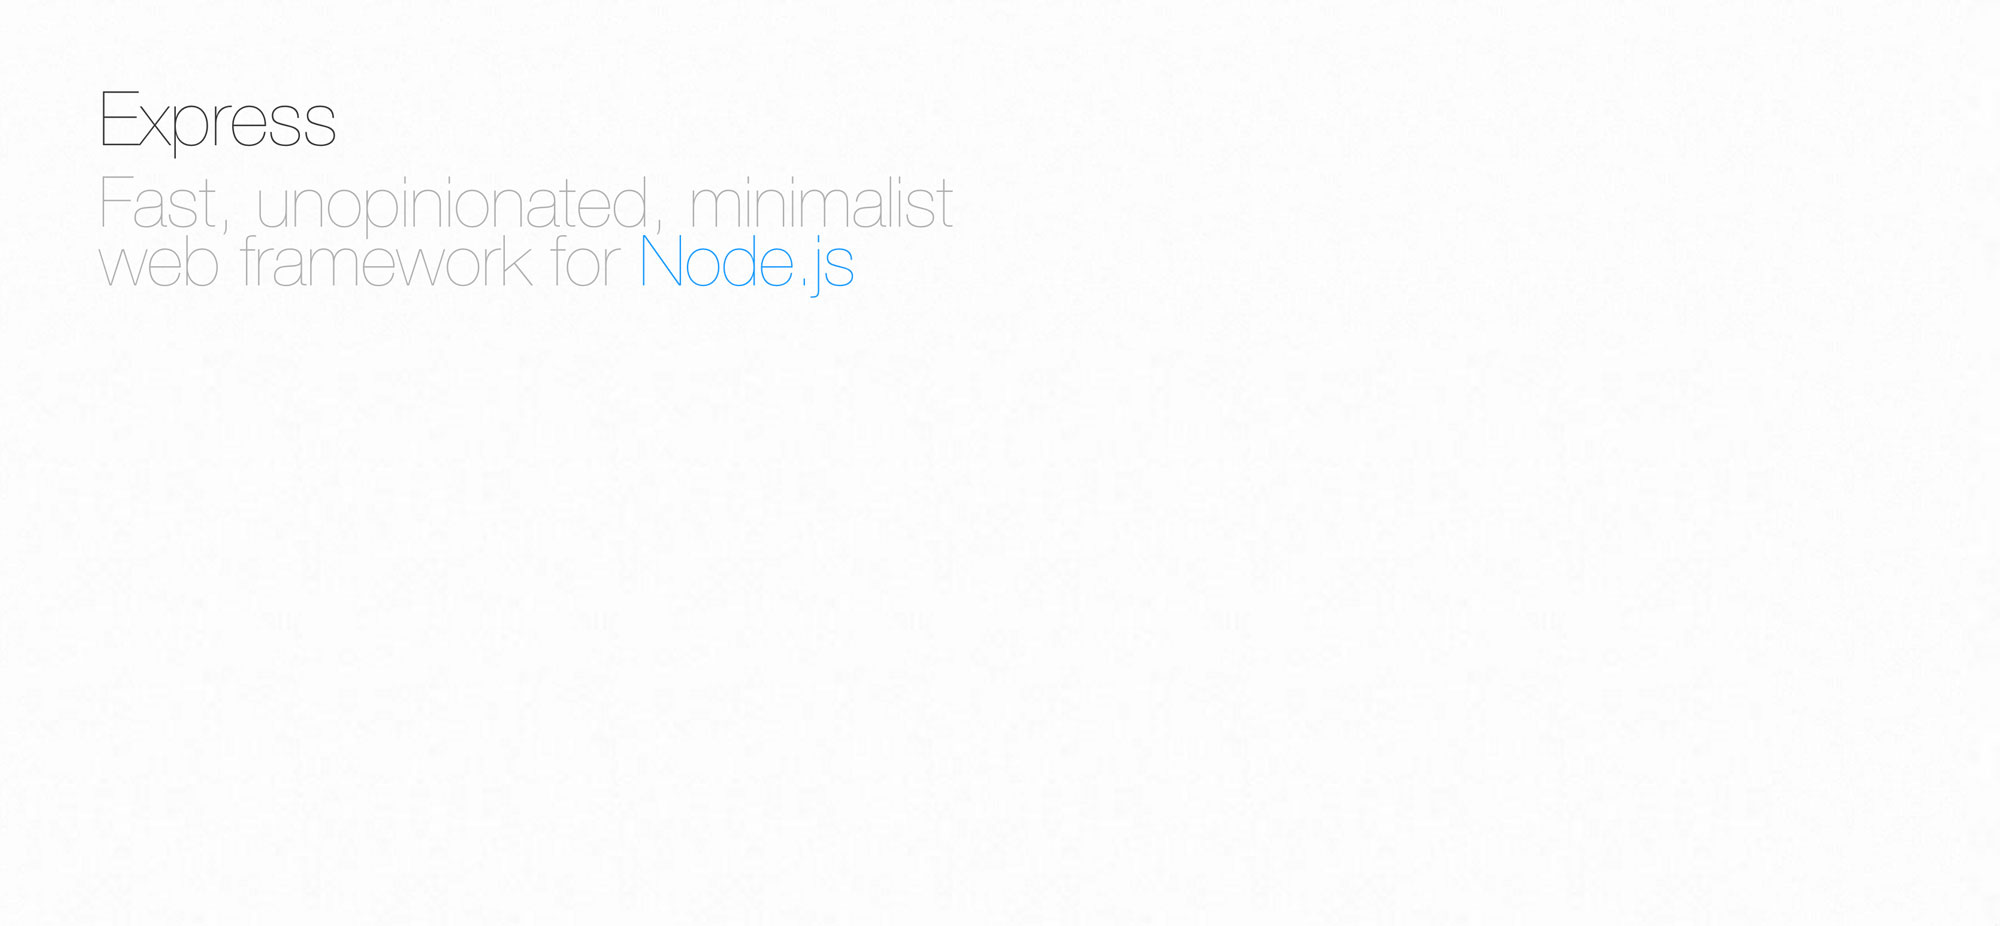 Express
Fast, unopinionated, minimalist
web framework for Node.js